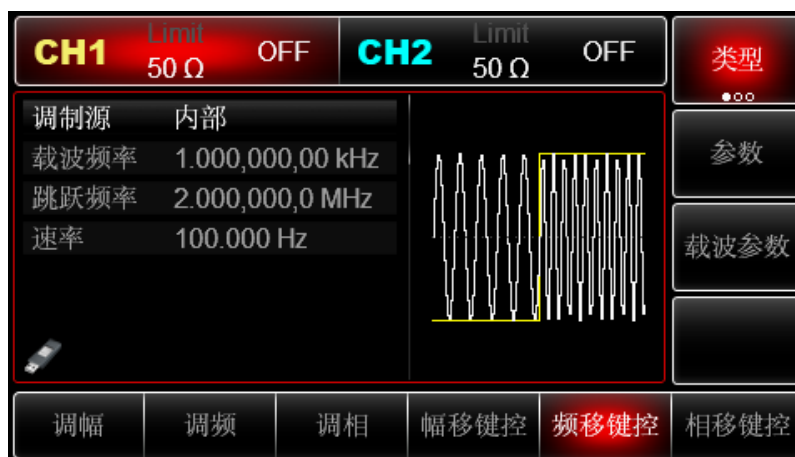 CH1 Limit 50 Ω OFF CH2 Limit 50 Ω OFF
类型
调制源 内部
载波频率 1.000,000,00 kHz
跳跃频率 2.000,000,0 MHz
速率 100.000 Hz
参数
载波参数
调幅 调频 调相 幅移键控 频移键控 相移键控